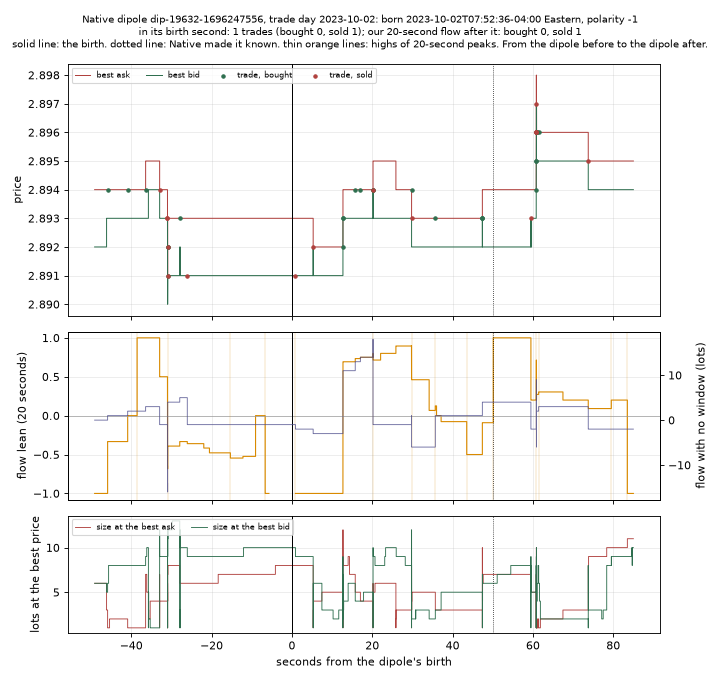 Native dipole dip-19632-1696247556, trade day 2023-10-02: born 2023-10-02T07:52:36-04:00 Eastern, polarity -1
in its birth second: 1 trades (bought 0, sold 1); our 20-second flow after it: bought 0, sold 1
solid line: the birth. dotted line: Native made it known. thin orange lines: highs of 20-second peaks. From the dipole before to the dipole after.
best ask best bid trade, bought trade, sold
2.898
2.897
2.896
2.895
2.894
2.893
2.892
2.891
2.890
price
1.0
0.5
0.0
−0.5
−1.0
flow lean (20 seconds)
10
0
−10
flow with no window (lots)
size at the best ask size at the best bid
10
5
lots at the best price
−40 −20 0 20 40 60 80
seconds from the dipole's birth